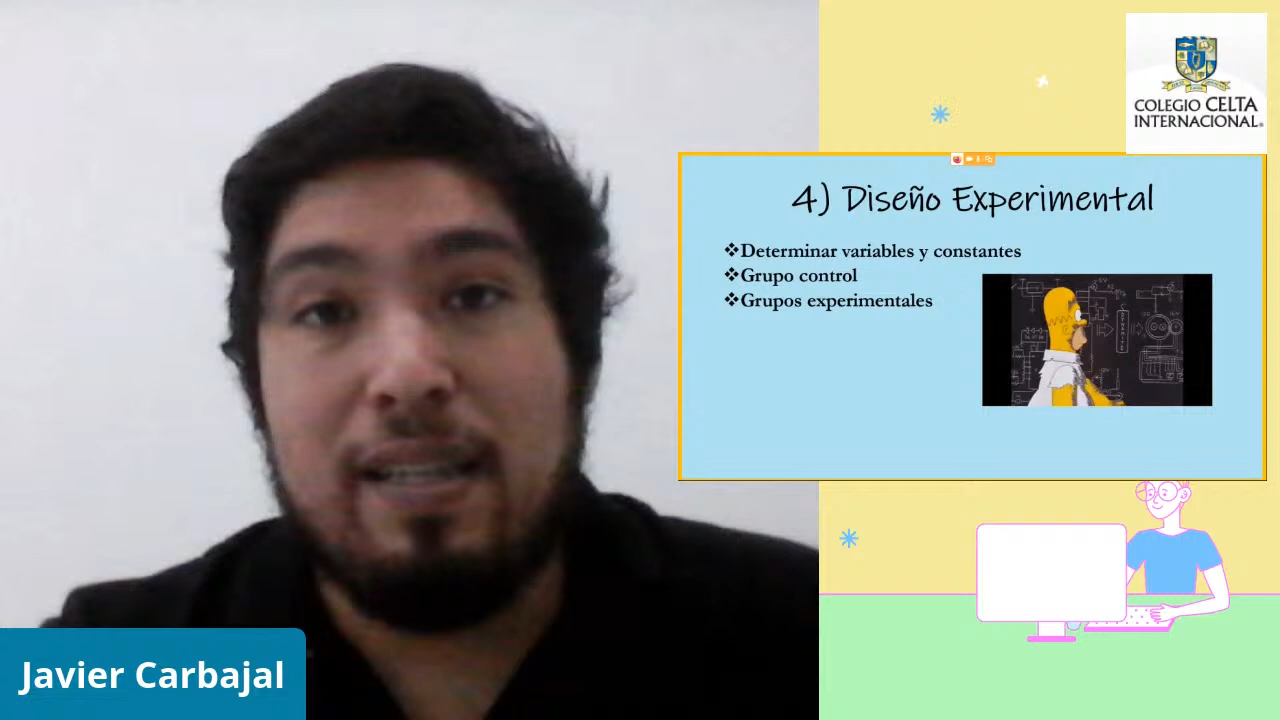 COLEGIO CELTA
INTERNACIONAL
4) Diseño Experimental
❖Determinar variables y constantes
❖Grupo control
❖Grupos experimentales
Javier Carbajal